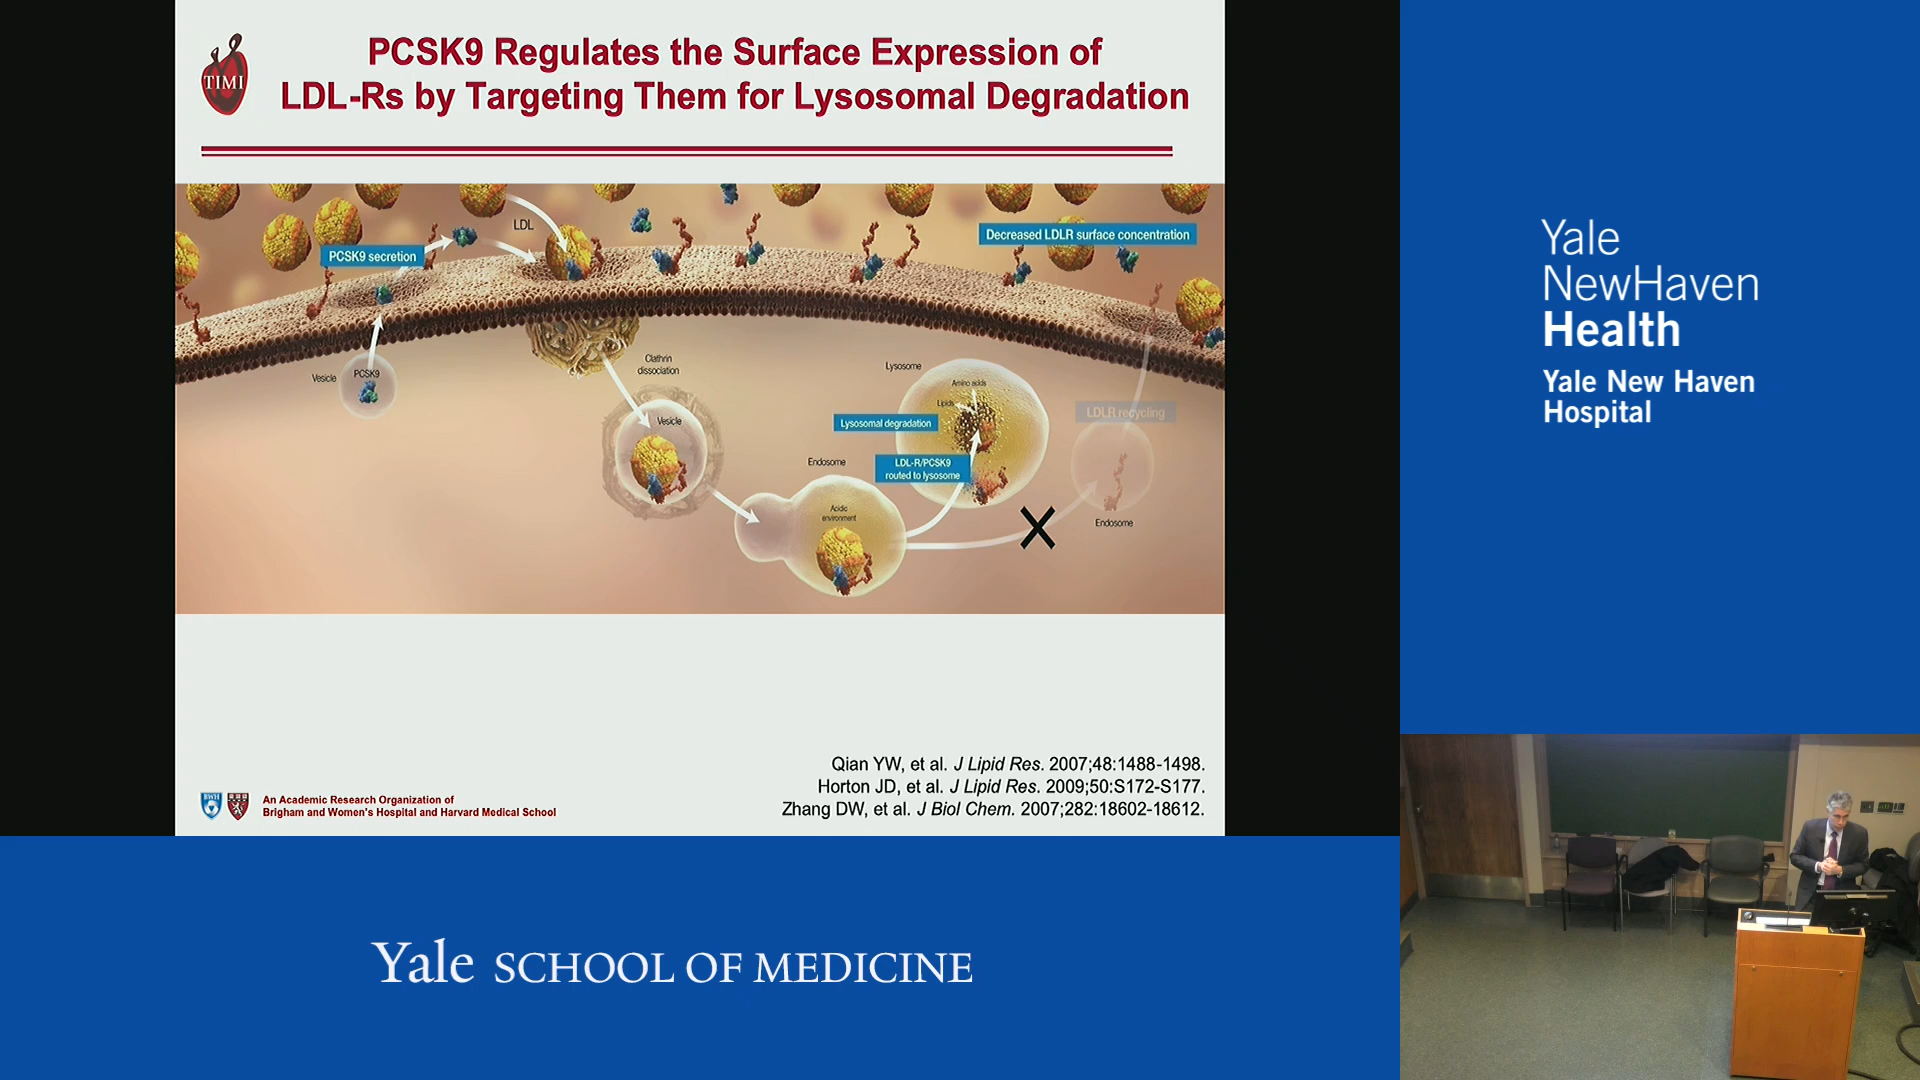 TIMI
PCSK9 Regulates the Surface Expression of
LDL-Rs by Targeting Them for Lysosomal Degradation
LDL
PCSK9 secretion
Decreased LDLR surface concentration
Vesicle
PCSK9
Clathrin
dissociation
Vesicle
Lysosome
Amino acids
Lipids
Lysosomal degradation
LDLR recycling
Endosome
LDL-R/PCSK9
routed to lysosome
Acidic
environment
X
Endosome
Qian YW, et al. J Lipid Res. 2007;48:1488-1498.
Horton JD, et al. J Lipid Res. 2009;50:S172-S177.
Zhang DW, et al. J Biol Chem. 2007;282:18602-18612.
BWH
An Academic Research Organization of
Brigham and Women's Hospital and Harvard Medical School
Yale
NewHaven
Health
Yale New Haven
Hospital
Yale SCHOOL OF MEDICINE